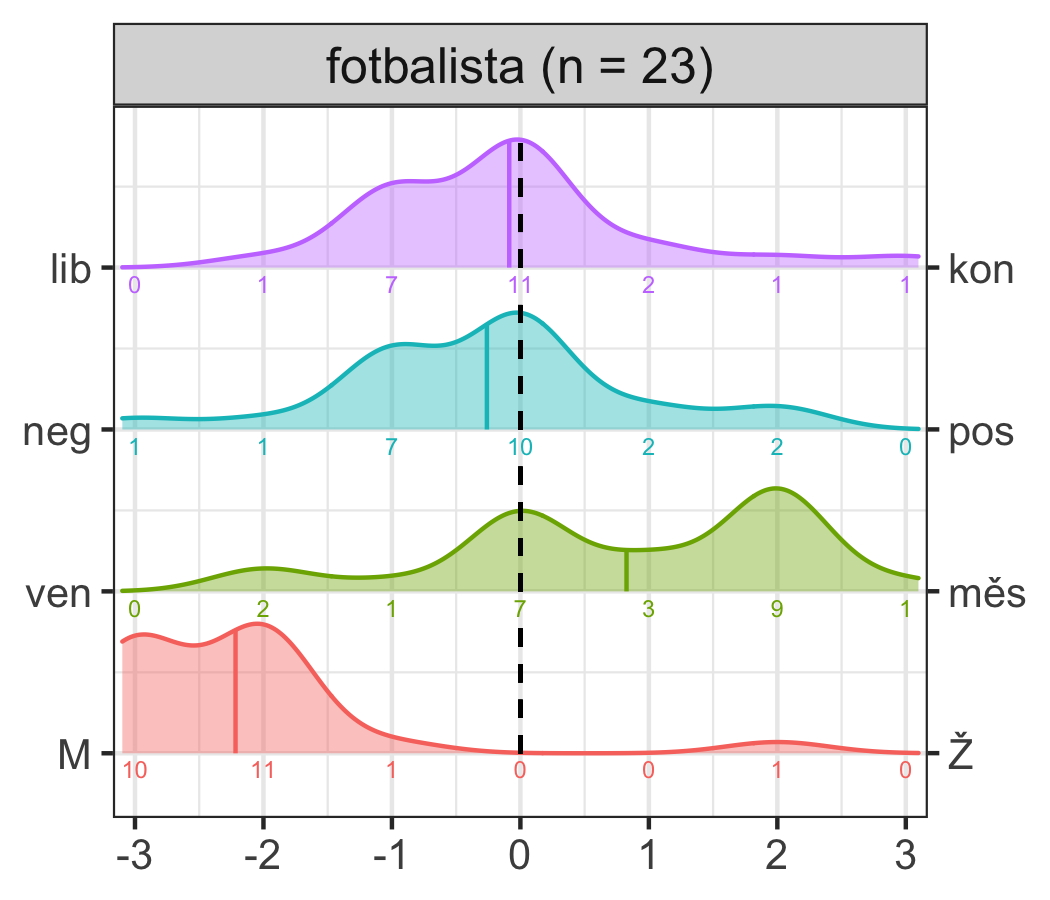 fotbalista (n = 23)
lib kon
0 1 7 11 2 1 1
neg pos
1 1 7 10 2 2 0
ven měs
0 2 1 7 3 9 1
M Ž
10 11 1 0 0 1 0
-3 -2 -1 0 1 2 3